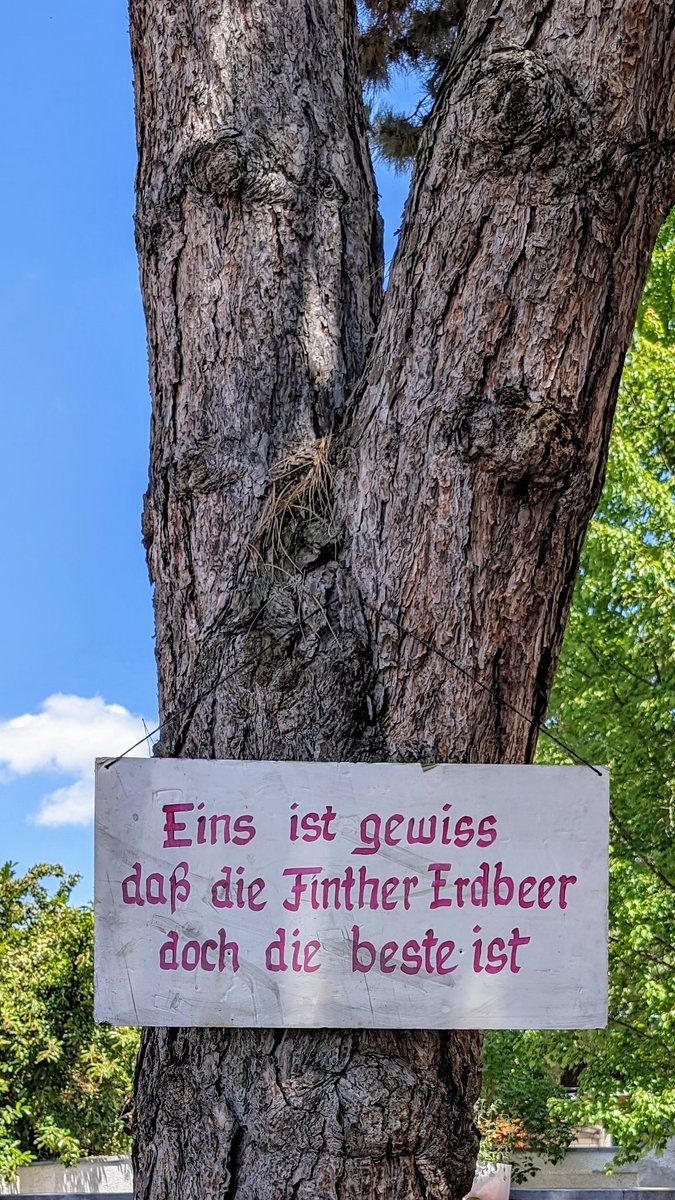 Eins ist gewiss
daß die Finther Erdbeer
doch die beste ist